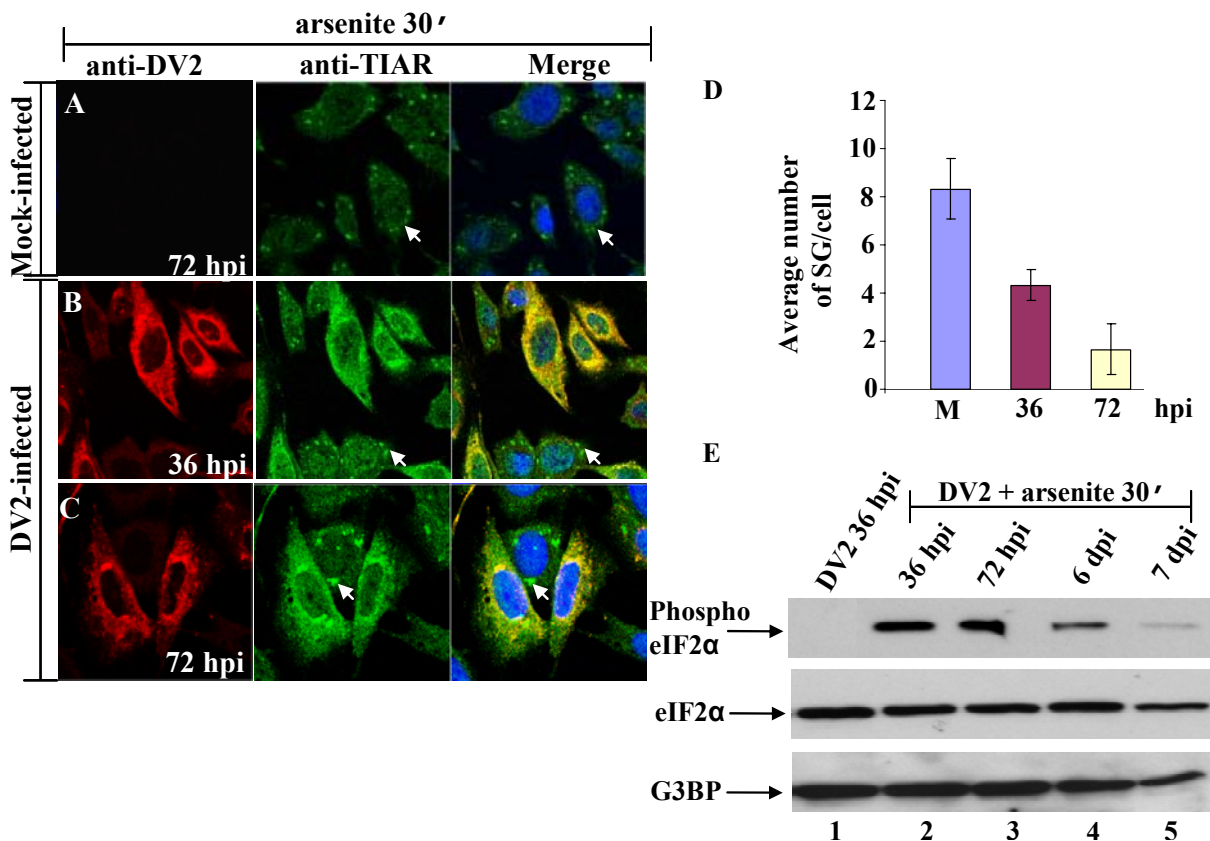 arsenite 30′
anti-DV2 anti-TIAR Merge
Mock-infected
A
72 hpi
DV2-infected
B
36 hpi
C
72 hpi
D
Average number
of SG/cell
12
10
8
6
4
2
0
M 36 72 hpi
E
DV2 + arsenite 30′
DV2 36 hpi
36 hpi
72 hpi
6 dpi
7 dpi
Phospho
eIF2α
eIF2α
G3BP
1 2 3 4 5